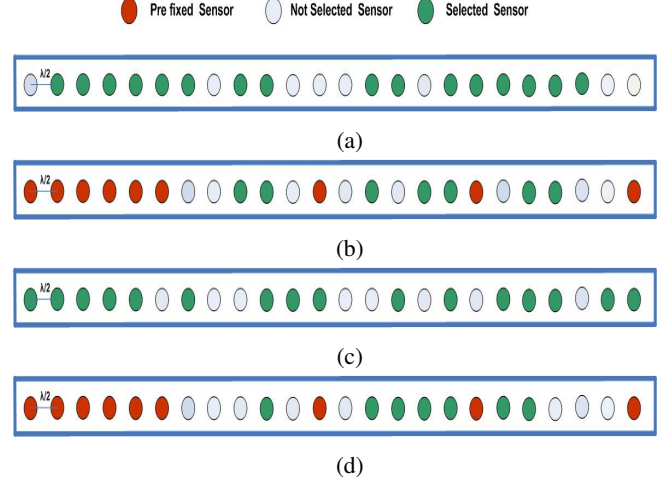 Pre fixed Sensor Not Selected Sensor Selected Sensor
λ/2
(a)
λ/2
(b)
λ/2
(c)
λ/2
(d)